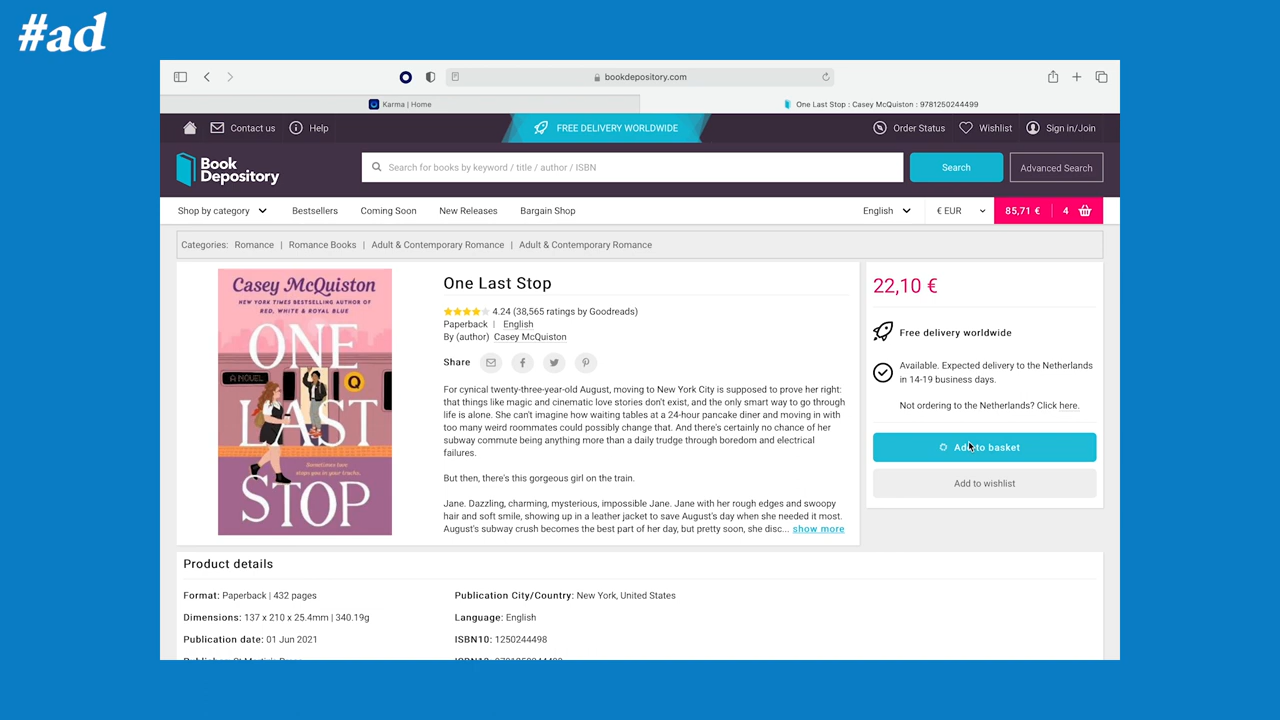 #ad
bookdepository.com
Karma | Home
One Last Stop : Casey McQuiston : 9781250244499
Contact us
Help
FREE DELIVERY WORLDWIDE
Order Status
Wishlist
Sign in/Join
Book
Depository
Search for books by keyword / title / author / ISBN
Search
Advanced Search
Shop by category
Bestsellers
Coming Soon
New Releases
Bargain Shop
English
€ EUR
85,71 €
4
Categories: Romance | Romance Books | Adult & Contemporary Romance | Adult & Contemporary Romance
Casey McQuiston
NEW YORK TIMES BESTSELLING AUTHOR OF
RED, WHITE & ROYAL BLUE
ONE
A NOVEL
Q
LAST
Sometimes love
stops you in your tracks.
STOP
One Last Stop
4.24 (38,565 ratings by Goodreads)
Paperback | English
By (author) Casey McQuiston
Share
For cynical twenty-three-year-old August, moving to New York City is supposed to prove her right:
that things like magic and cinematic love stories don't exist, and the only smart way to go through
life is alone. She can't imagine how waiting tables at a 24-hour pancake diner and moving in with
too many weird roommates could possibly change that. And there's certainly no chance of her
subway commute being anything more than a daily trudge through boredom and electrical
failures.
But then, there's this gorgeous girl on the train.
Jane. Dazzling, charming, mysterious, impossible Jane. Jane with her rough edges and swoopy
hair and soft smile, showing up in a leather jacket to save August's day when she needed it most.
August's subway crush becomes the best part of her day, but pretty soon, she disc... show more
22,10 €
Free delivery worldwide
Available. Expected delivery to the Netherlands
in 14-19 business days.
Not ordering to the Netherlands? Click here.
Add to basket
Add to wishlist
Product details
Format: Paperback | 432 pages
Dimensions: 137 x 210 x 25.4mm | 340.19g
Publication date: 01 Jun 2021
Publication City/Country: New York, United States
Language: English
ISBN10: 1250244498